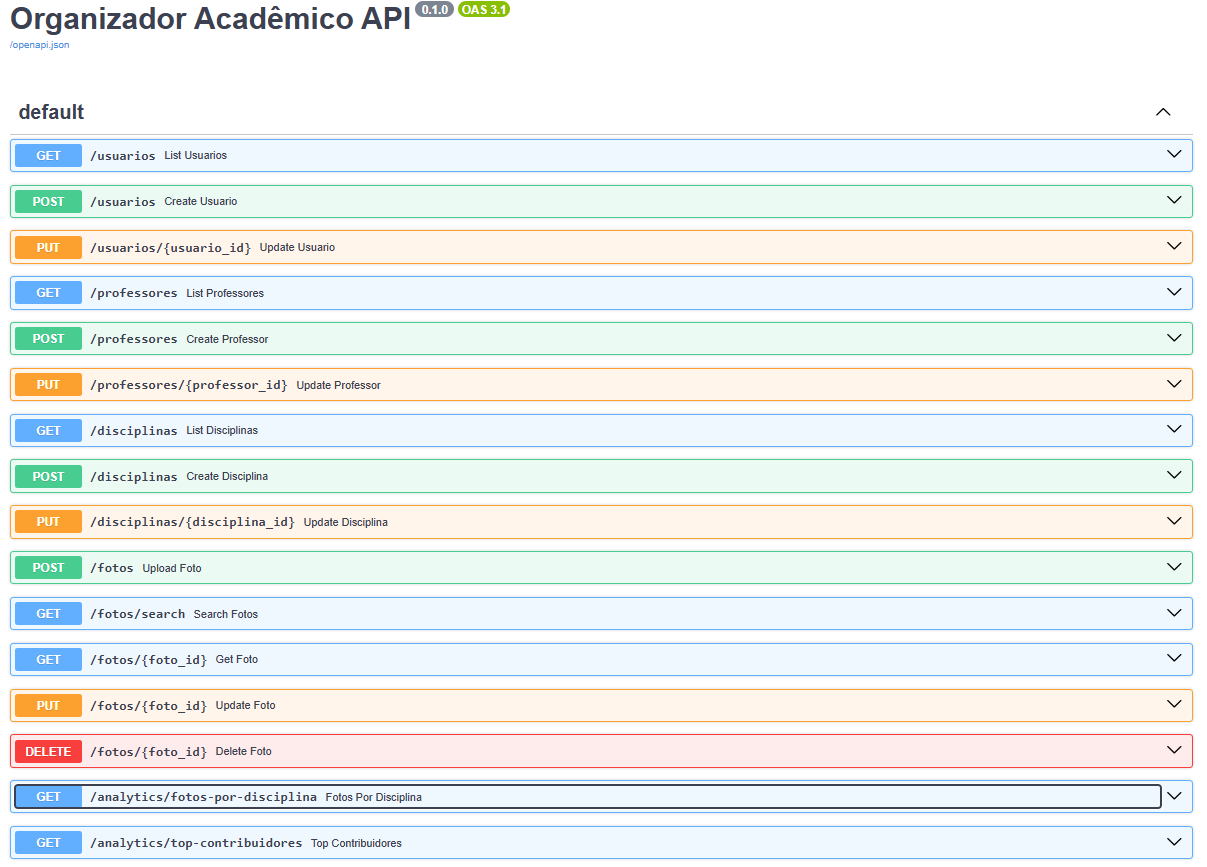 Organizador Acadêmico API 0.1.0 OAS 3.1
/openapi.json
default
GET /usuarios List Usuarios
POST /usuarios Create Usuario
PUT /usuarios/{usuario_id} Update Usuario
GET /professores List Professores
POST /professores Create Professor
PUT /professores/{professor_id} Update Professor
GET /disciplinas List Disciplinas
POST /disciplinas Create Disciplina
PUT /disciplinas/{disciplina_id} Update Disciplina
POST /fotos Upload Foto
GET /fotos/search Search Fotos
GET /fotos/{foto_id} Get Foto
PUT /fotos/{foto_id} Update Foto
DELETE /fotos/{foto_id} Delete Foto
GET /analytics/fotos-por-disciplina Fotos Por Disciplina
GET /analytics/top-contribuidores Top Contribuidores